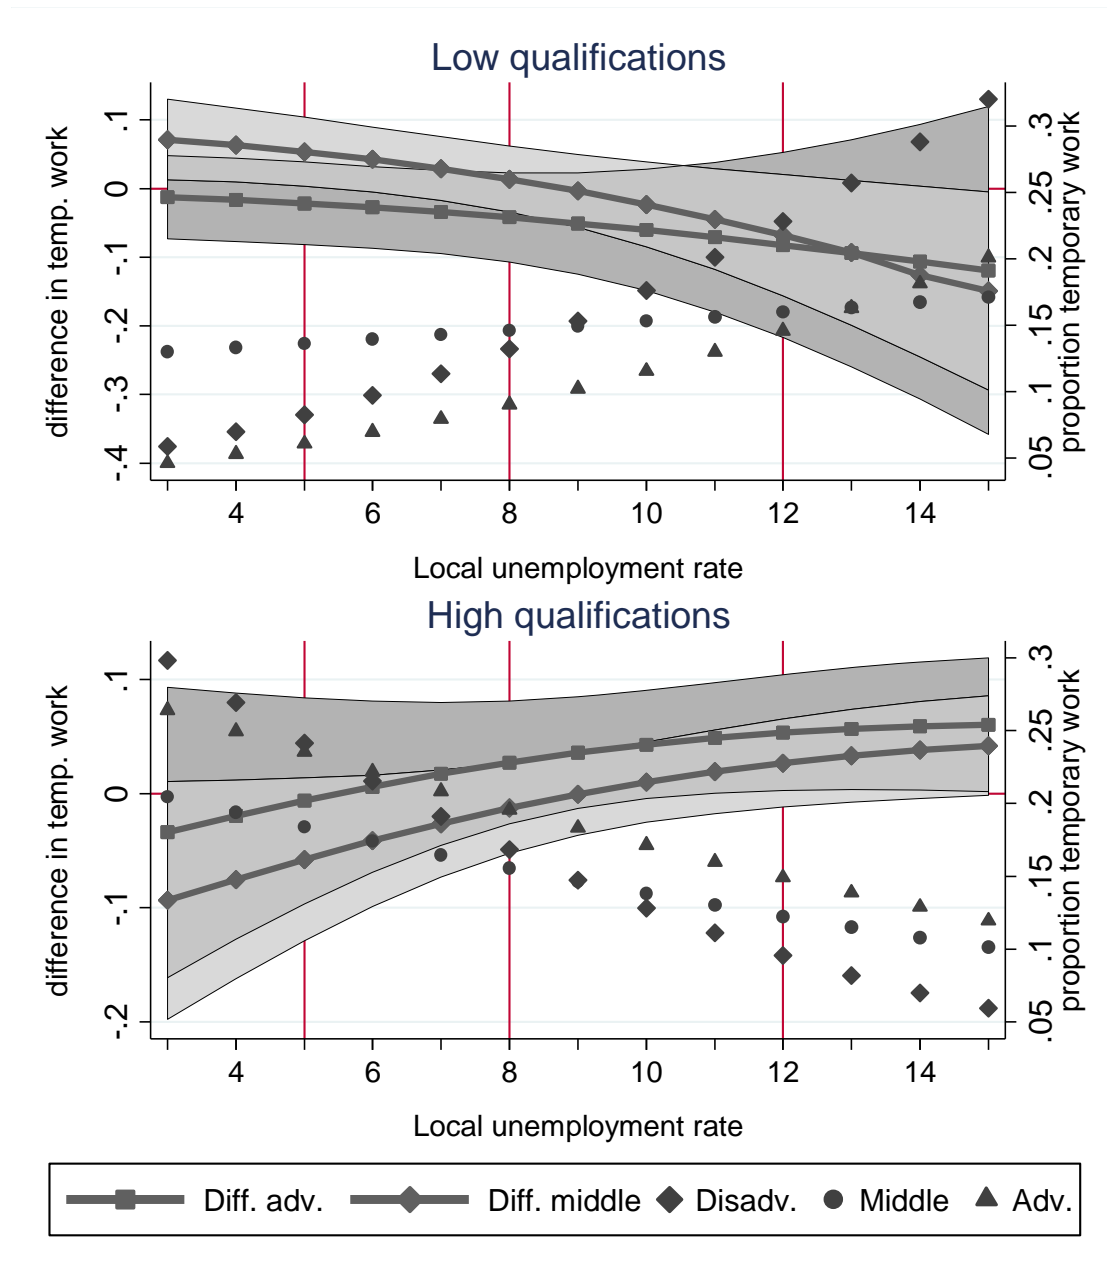 Low qualifications
difference in temp. work
.1
0
-.1
-.2
-.3
-.4
.3
.25
.2
.15
.1
.05
proportion temporary work
4 6 8 10 12 14
Local unemployment rate
High qualifications
difference in temp. work
.1
0
-.1
-.2
.3
.25
.2
.15
.1
.05
proportion temporary work
4 6 8 10 12 14
Local unemployment rate
Diff. adv. Diff. middle Disadv. Middle Adv.